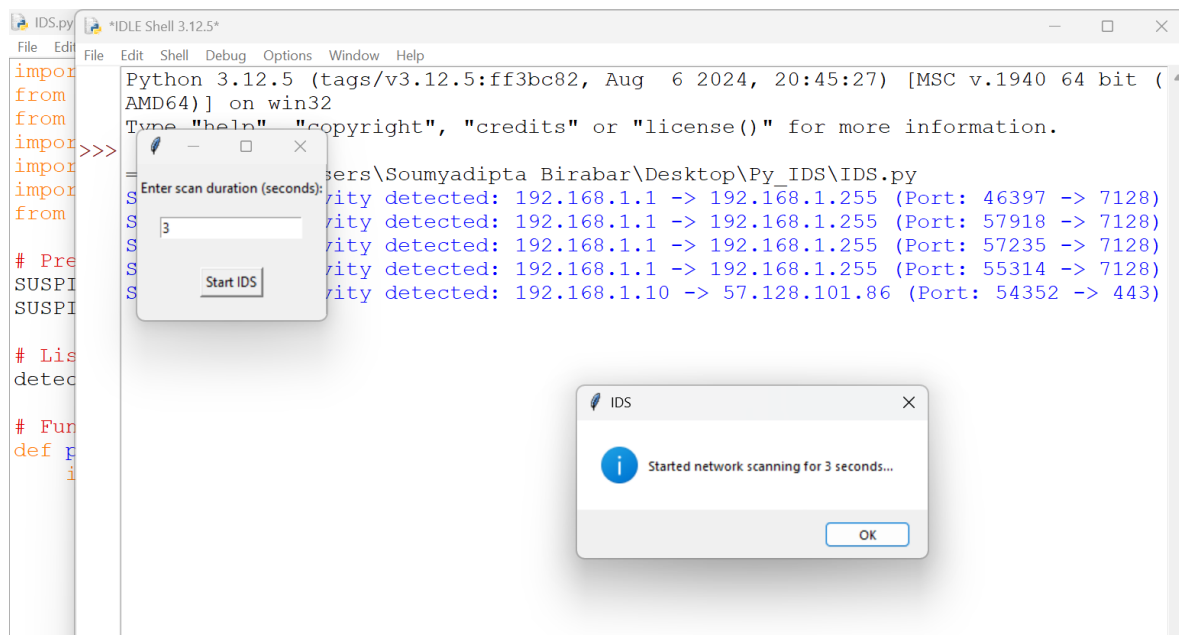 IDS.py
File Edit
import
from
from
import
import
import
from
# Pre
SUSPI
SUSPI
# Lis
detec
# Fun
def p
i
*IDLE Shell 3.12.5*
File Edit Shell Debug Options Window Help
Python 3.12.5 (tags/v3.12.5:ff3bc82, Aug 6 2024, 20:45:27) [MSC v.1940 64 bit (
AMD64)] on win32
Type "help", "copyright", "credits" or "license()" for more information.
>>>
=
sers\Soumyadipta Birabar\Desktop\Py_IDS\IDS.py
S vity detected: 192.168.1.1 -> 192.168.1.255 (Port: 46397 -> 7128)
S vity detected: 192.168.1.1 -> 192.168.1.255 (Port: 57918 -> 7128)
S vity detected: 192.168.1.1 -> 192.168.1.255 (Port: 57235 -> 7128)
S vity detected: 192.168.1.1 -> 192.168.1.255 (Port: 55314 -> 7128)
S vity detected: 192.168.1.10 -> 57.128.101.86 (Port: 54352 -> 443)
Enter scan duration (seconds):
3
Start IDS
IDS
Started network scanning for 3 seconds...
OK